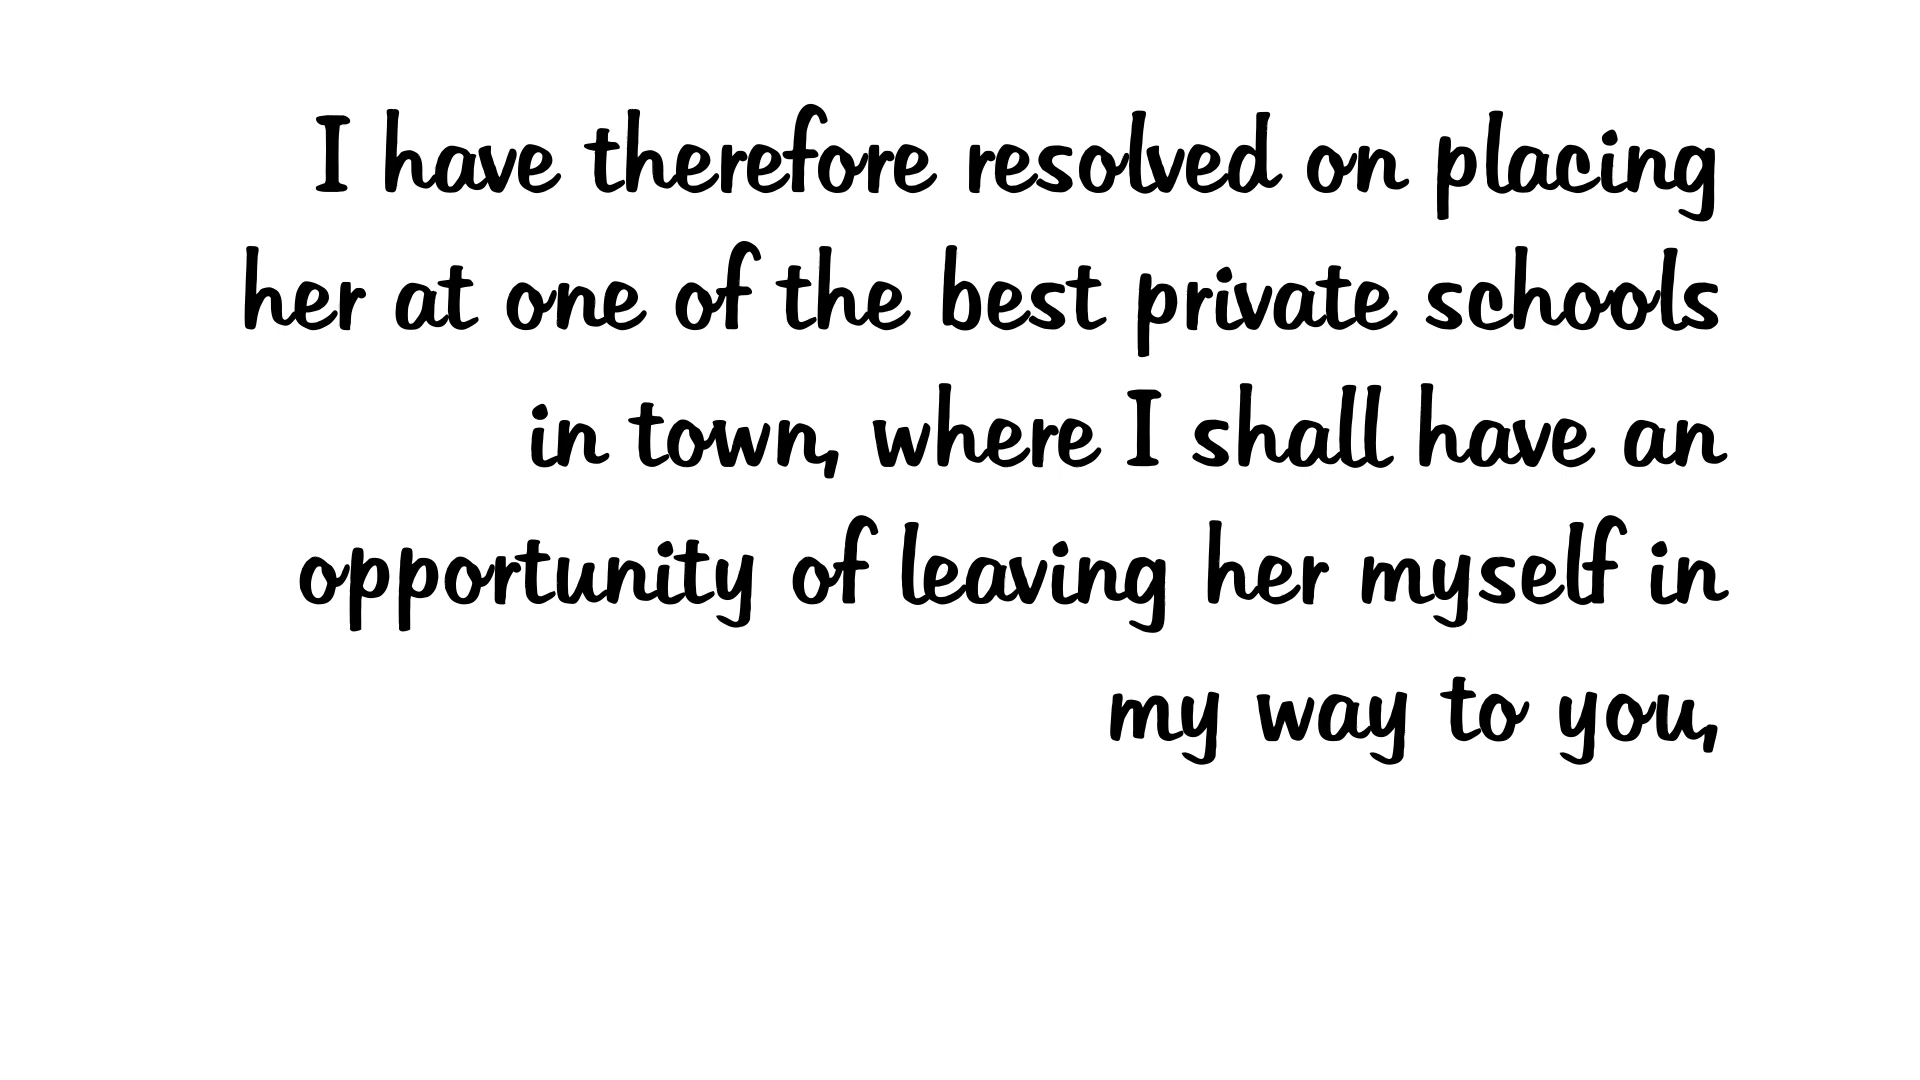 I have therefore resolved on placing
her at one of the best private schools
in town, where I shall have an
opportunity of leaving her myself in
my way to you,